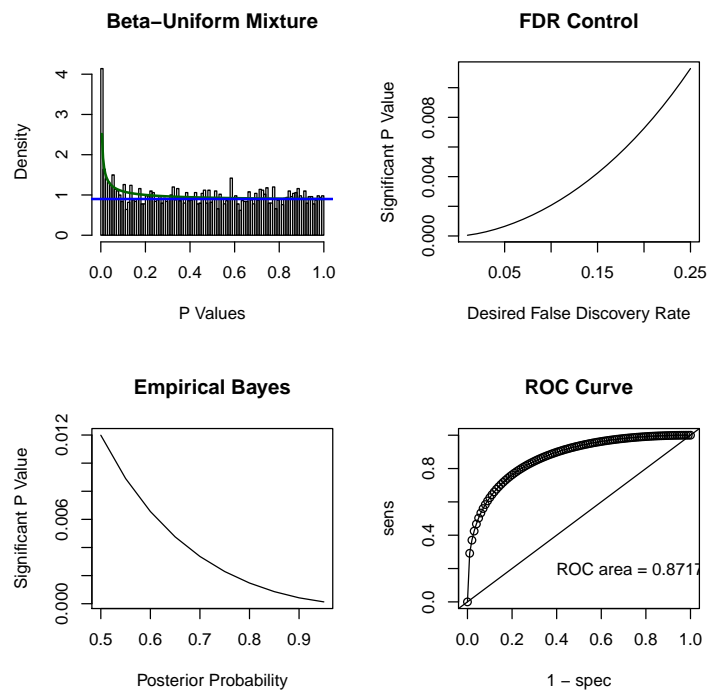 Beta−Uniform Mixture
Density
0
1
2
3
4
0.0 0.2 0.4 0.6 0.8 1.0
P Values
FDR Control
Significant P Value
0.000
0.004
0.008
0.05 0.15 0.25
Desired False Discovery Rate
Empirical Bayes
Significant P Value
0.000
0.006
0.012
0.5 0.6 0.7 0.8 0.9
Posterior Probability
ROC Curve
sens
0.0
0.4
0.8
ROC area = 0.8717
0.0 0.2 0.4 0.6 0.8 1.0
1 − spec